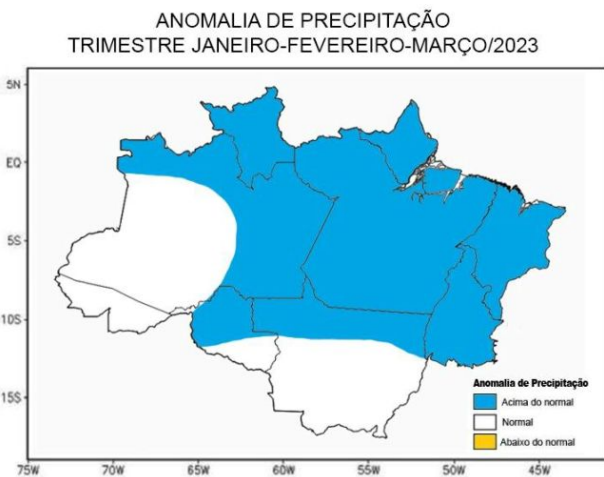 ANOMALIA DE PRECIPITAÇÃO
TRIMESTRE JANEIRO-FEVEREIRO-MARÇO/2023
5N
EQ
5S
10S
15S
Anomalia de Precipitação
Acima do normal
Normal
Abaixo do normal
75W 70W 65W 60W 55W 50W 45W